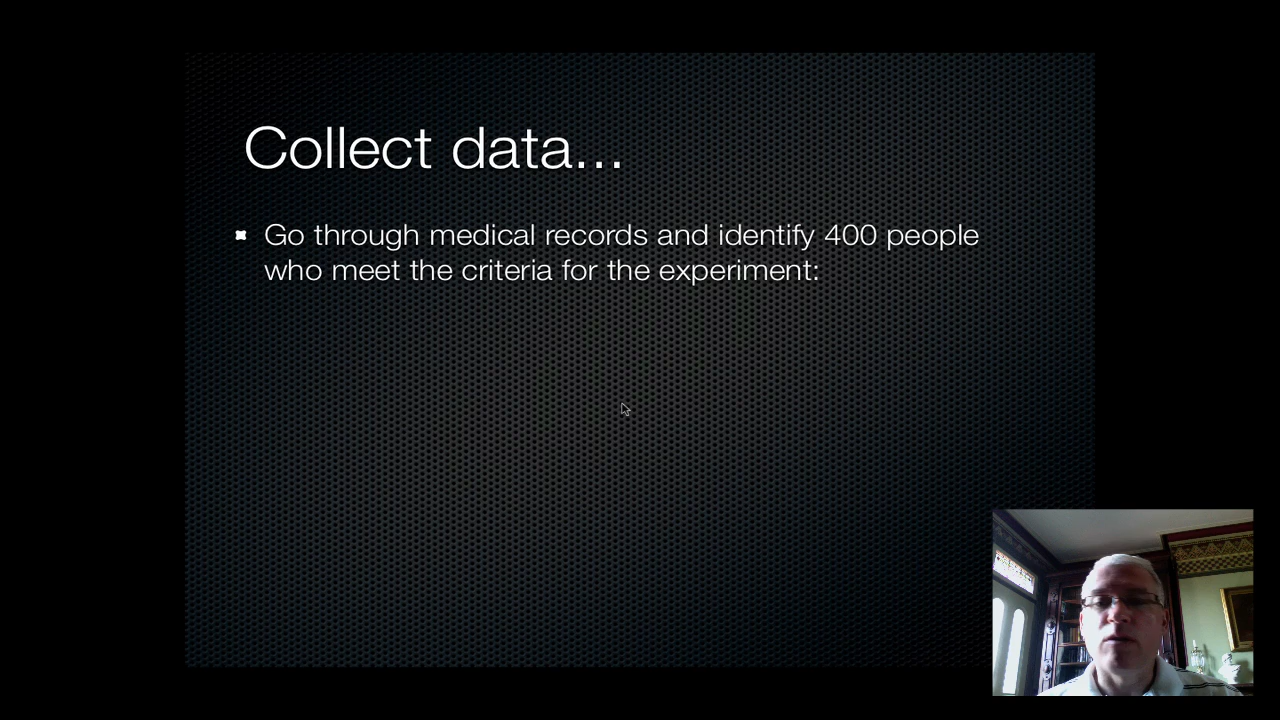 Collect data...
Go through medical records and identify 400 people
who meet the criteria for the experiment: